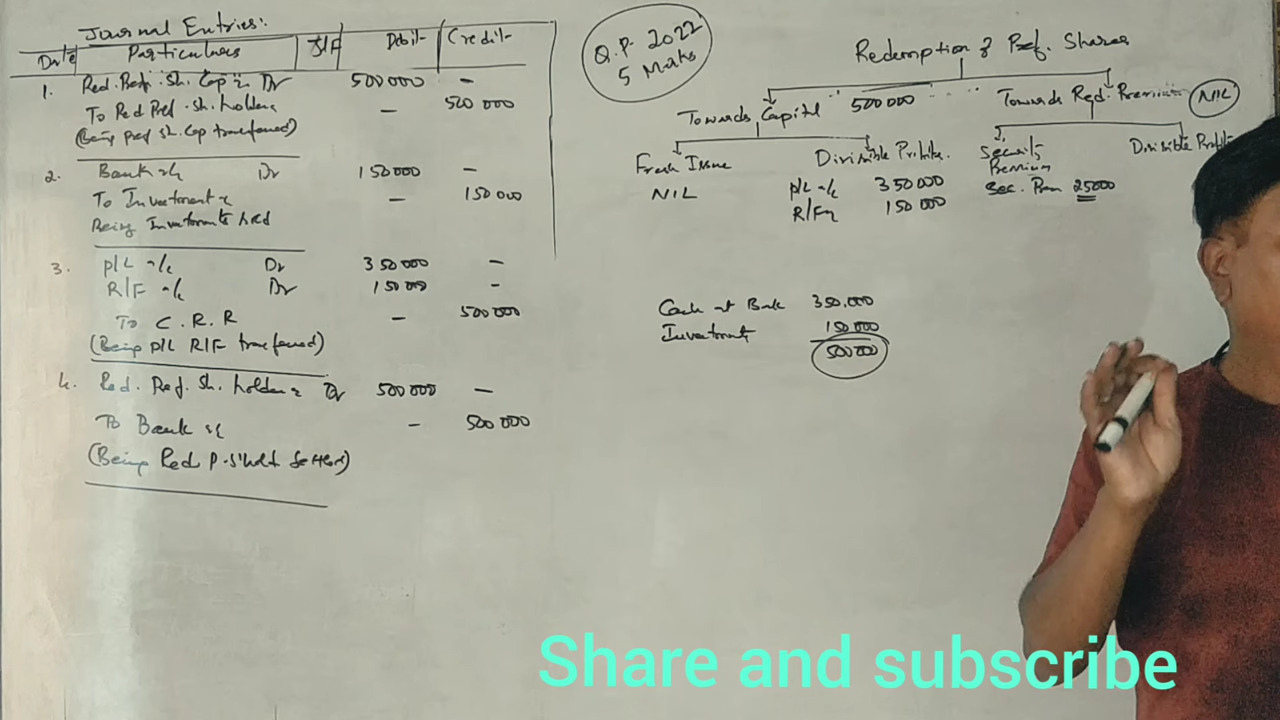 Journal Entries:
Date Particulars J/F Debit Credit
1. Red. Pref. Sh. Cap a/c Dr 500000 -
To Red Pref. Sh. holders - 500 000
(Being pref sh. Cap transferred)
2. Bank a/c Dr 150000 -
To Investment a/c - 150000
Being Investments sold
3. P/L a/c Dr 350000 -
R/F a/c Dr 150000 -
To C.R.R - 500000
(Being P/L R/F transferred)
4. Red. Pref. Sh. holders Dr 500000 -
To Bank a/c - 500 000
(Being Red P. settled)
Q.P 2022
5 Marks
Redemption of Pref. Shares
Towards Capital 500000
Towards Red. Premium NIL
Fresh Issue Divisible Profits.
Security Premium Divisible Profits
NIL P/L a/c 350000 Sec. Prem 25000
R/F a/c 150 000
Cash at Bank 350,000
Investments 150000
500000
Share and subscribe